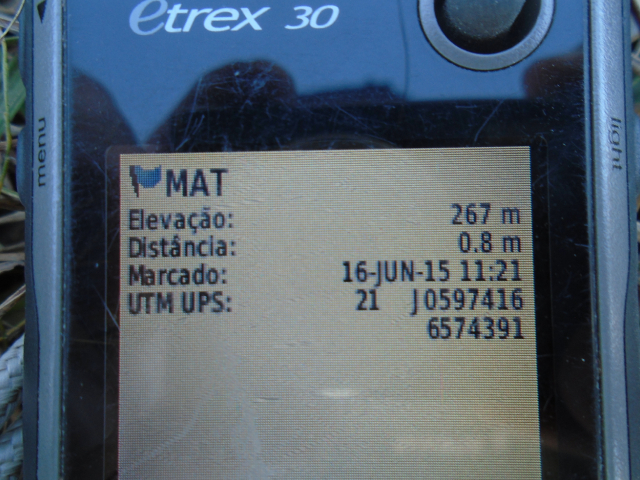 etrex 30
menu
light
MAT
Elevação: 267 m
Distância: 0.8 m
Marcado: 16-JUN-15 11:21
UTM UPS: 21 J0597416
6574391